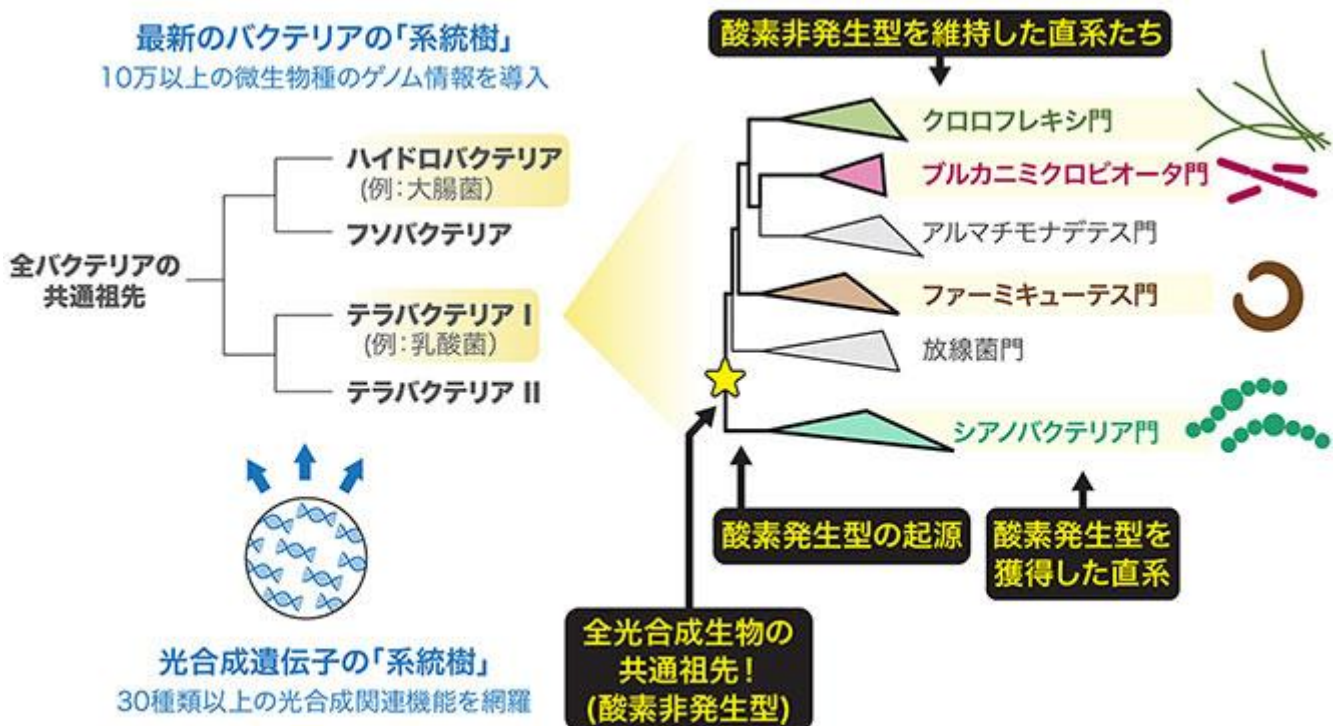 最新のバクテリアの「系統樹」
10万以上の微生物種のゲノム情報を導入
ハイドロバクテリア
(例:大腸菌)
フソバクテリア
全バクテリアの
共通祖先
テラバクテリア I
(例:乳酸菌)
テラバクテリア II
光合成遺伝子の「系統樹」
30種類以上の光合成関連機能を網羅
酸素非発生型を維持した直系たち
クロロフレキシ門
ブルカニミクロビオータ門
アルマチモナデテス門
ファーミキューテス門
放線菌門
シアノバクテリア門
酸素発生型の起源
酸素発生型を
獲得した直系
全光合成生物の
共通祖先!
(酸素非発生型)